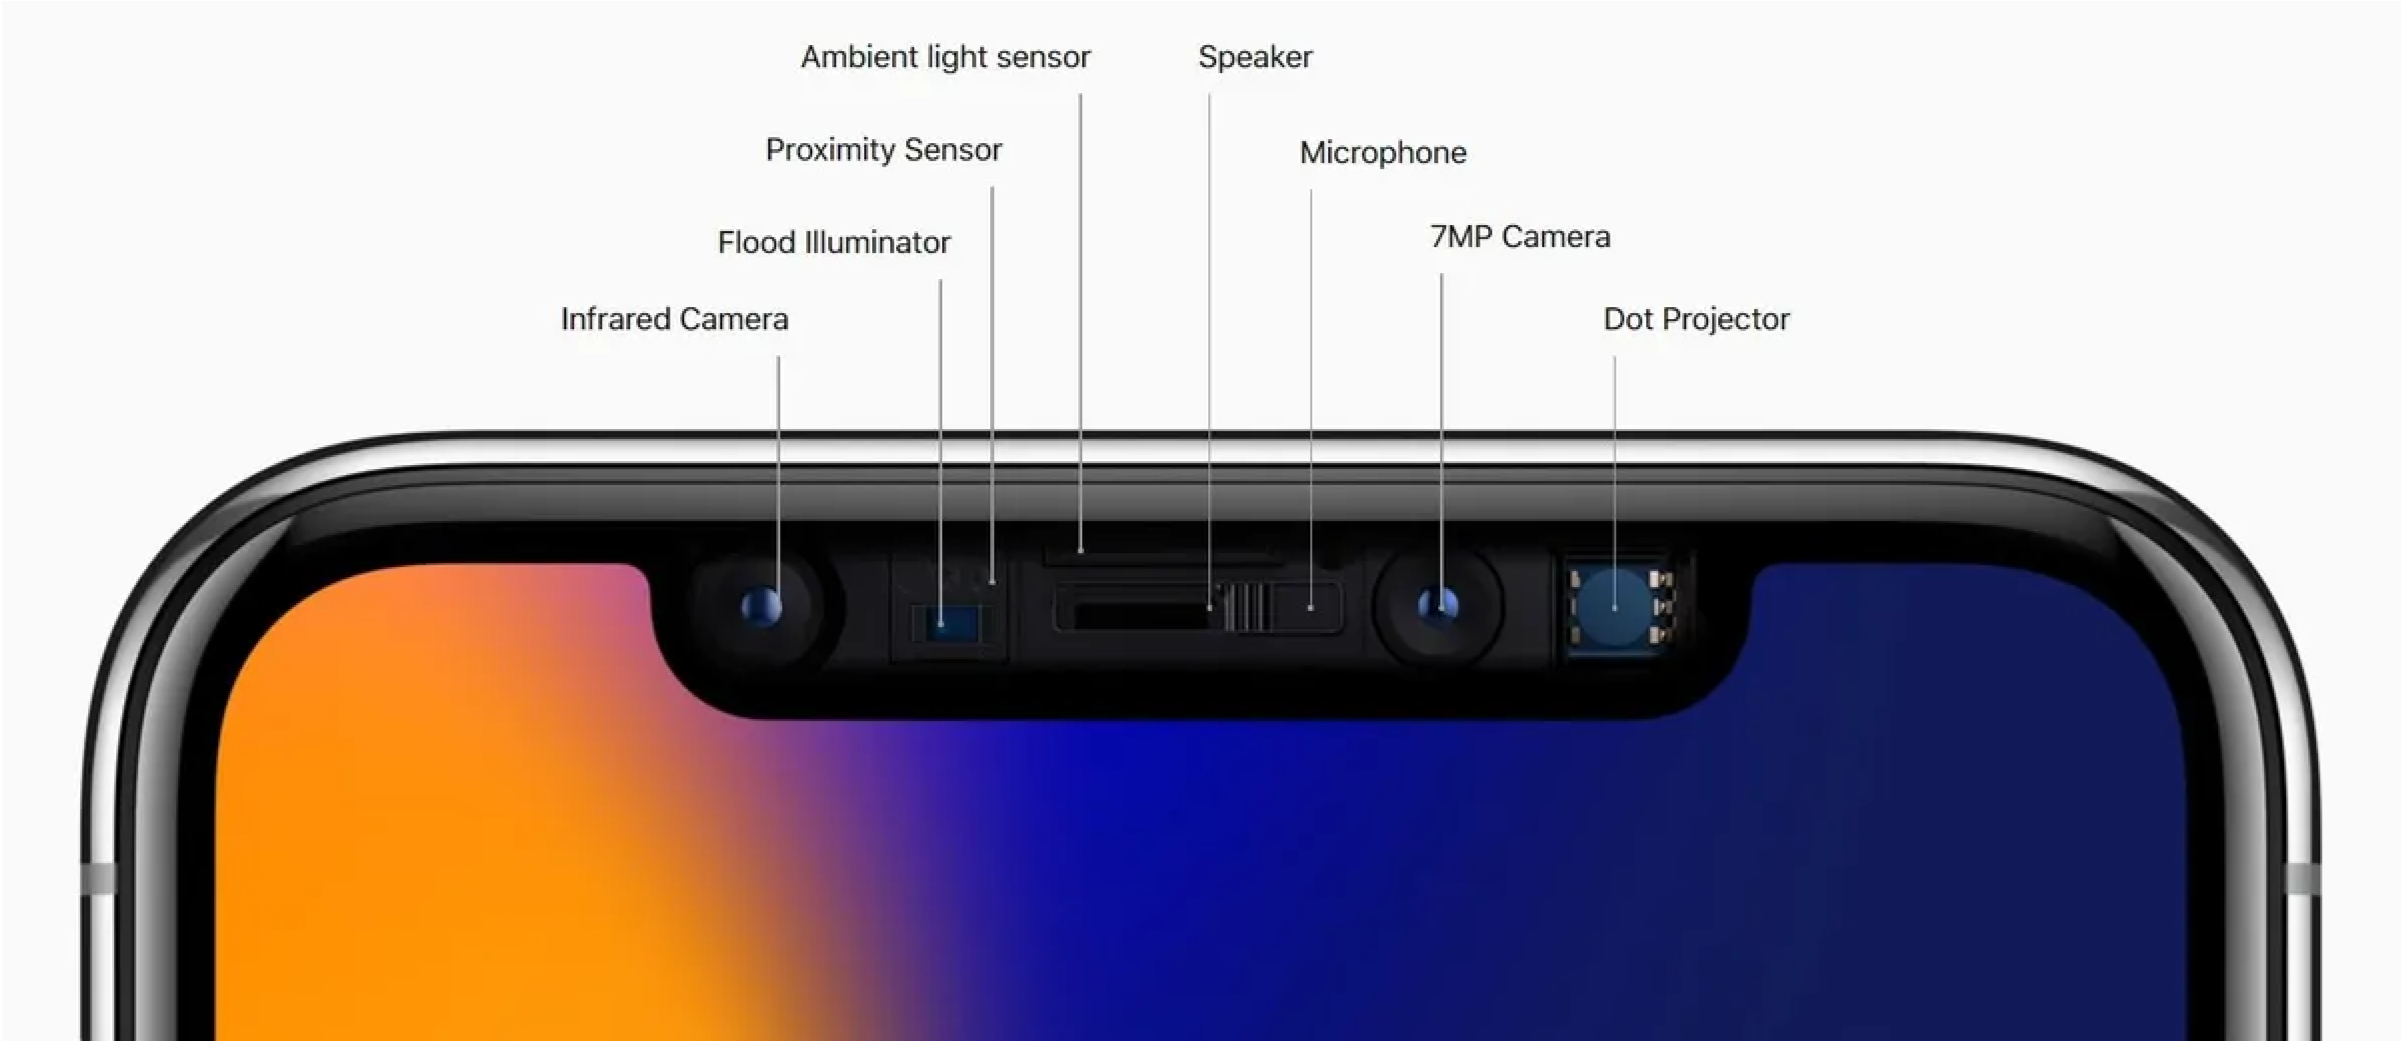 Ambient light sensor
Speaker
Proximity Sensor
Microphone
Flood Illuminator
7MP Camera
Infrared Camera
Dot Projector